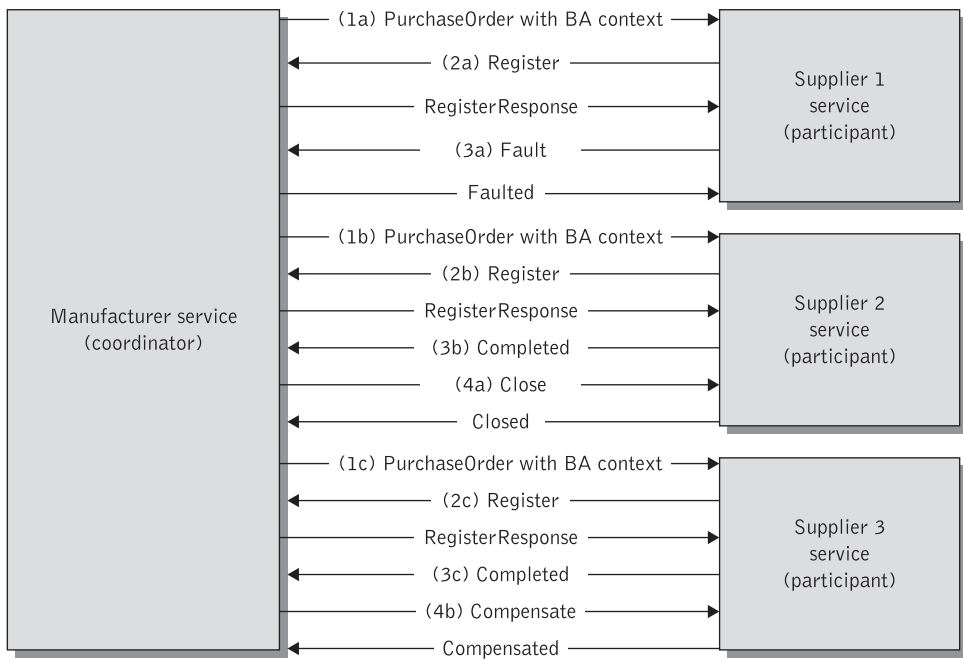 (1a) PurchaseOrder with BA context
(2a) Register
RegisterResponse
(3a) Fault
Faulted
Supplier 1
service
(participant)
(1b) PurchaseOrder with BA context
(2b) Register
RegisterResponse
(3b) Completed
(4a) Close
Closed
Supplier 2
service
(participant)
Manufacturer service
(coordinator)
(1c) PurchaseOrder with BA context
(2c) Register
RegisterResponse
(3c) Completed
(4b) Compensate
Compensated
Supplier 3
service
(participant)